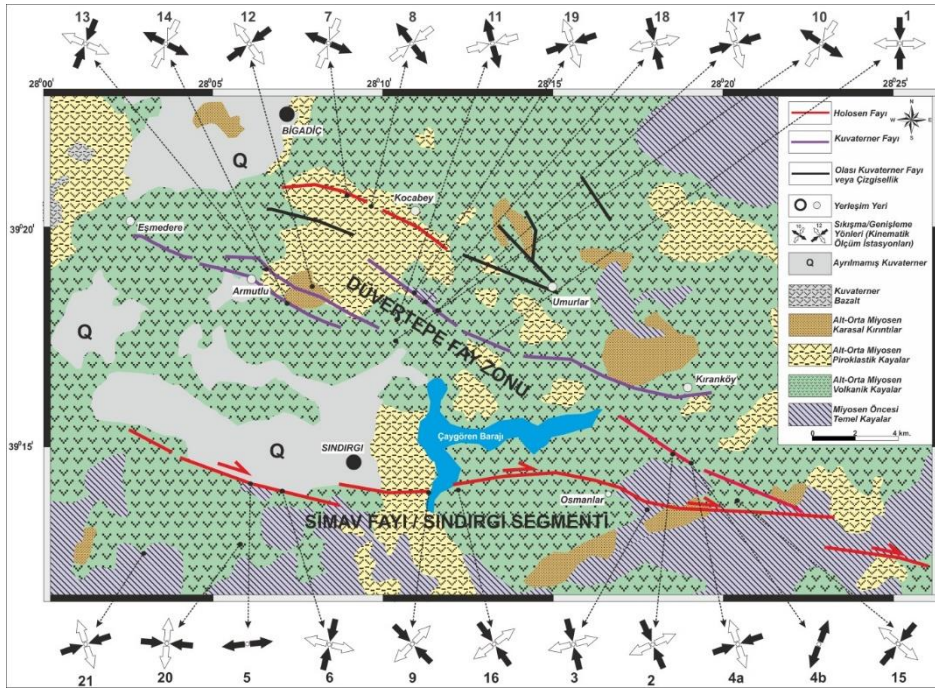 13 14 12 7 8 11 19 18 17 10 1
28°00' 28°05' 28°10' 28°15' 28°20' 28°25'
39°20'
39°15'
BİGADİÇ
Q
Kocabey
Eşmedere
Armutlu
Umurlar
DÜVERTEPE FAY ZONU
Q
Kıranköy
Çaygören Barajı
SINDIRGI
Q
Osmanlar
SİMAV FAYI / SINDIRGI SEGMENTİ
N
W E
S
Holosen Fayı
Kuvaterner Fayı
Olası Kuvaterner Fayı
veya Çizgisellik
Yerleşim Yeri
Sıkışma/Genişleme
Yönleri (Kinematik
Ölçüm İstasyonları)
Q
Ayrılmamış Kuvaterner
Kuvaterner
Bazalt
Alt-Orta Miyosen
Karasal Kırıntılar
Alt-Orta Miyosen
Piroklastik Kayalar
Alt-Orta Miyosen
Volkanik Kayalar
Miyosen Öncesi
Temel Kayalar
0 2 4 km.
21 20 5 6 9 16 3 2 4a 4b 15